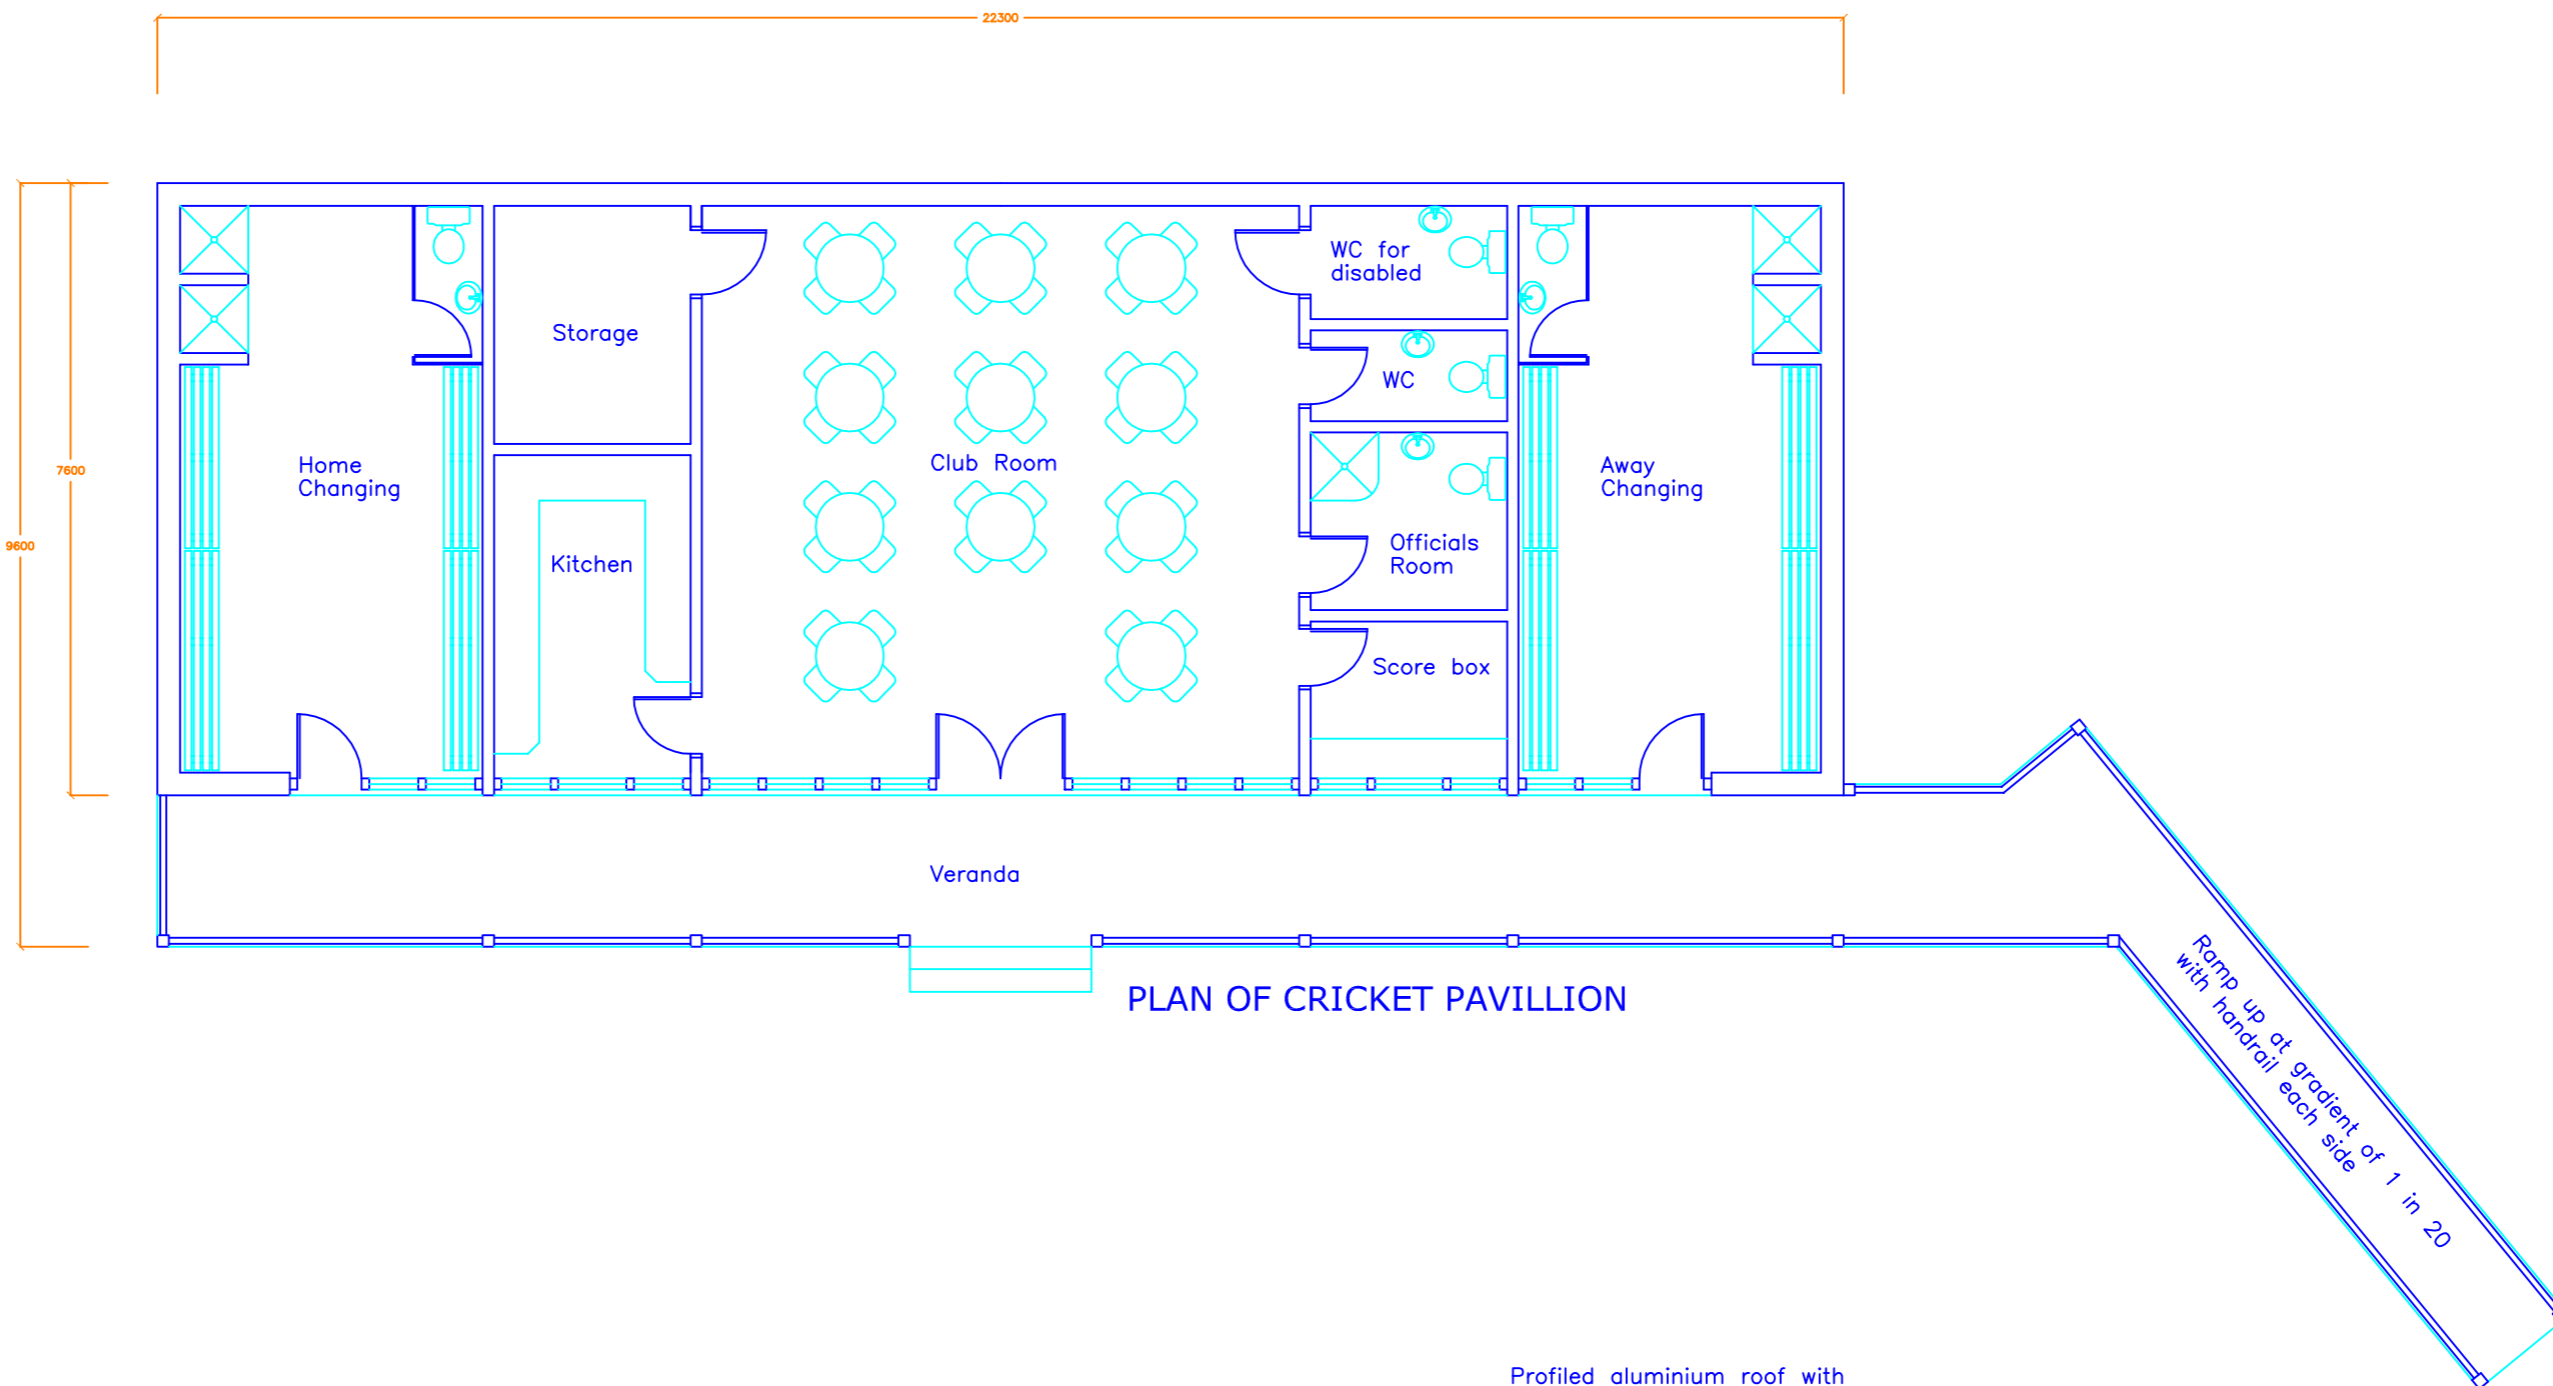 22300
WC for
disabled
Storage
WC
Home
Changing
Club Room
Away
Changing
7600
9600
Kitchen
Officials
Room
Score box
Veranda
PLAN OF CRICKET PAVILLION
Ramp up at gradient of 1 in 20
with handrail each side
Profiled aluminium roof with